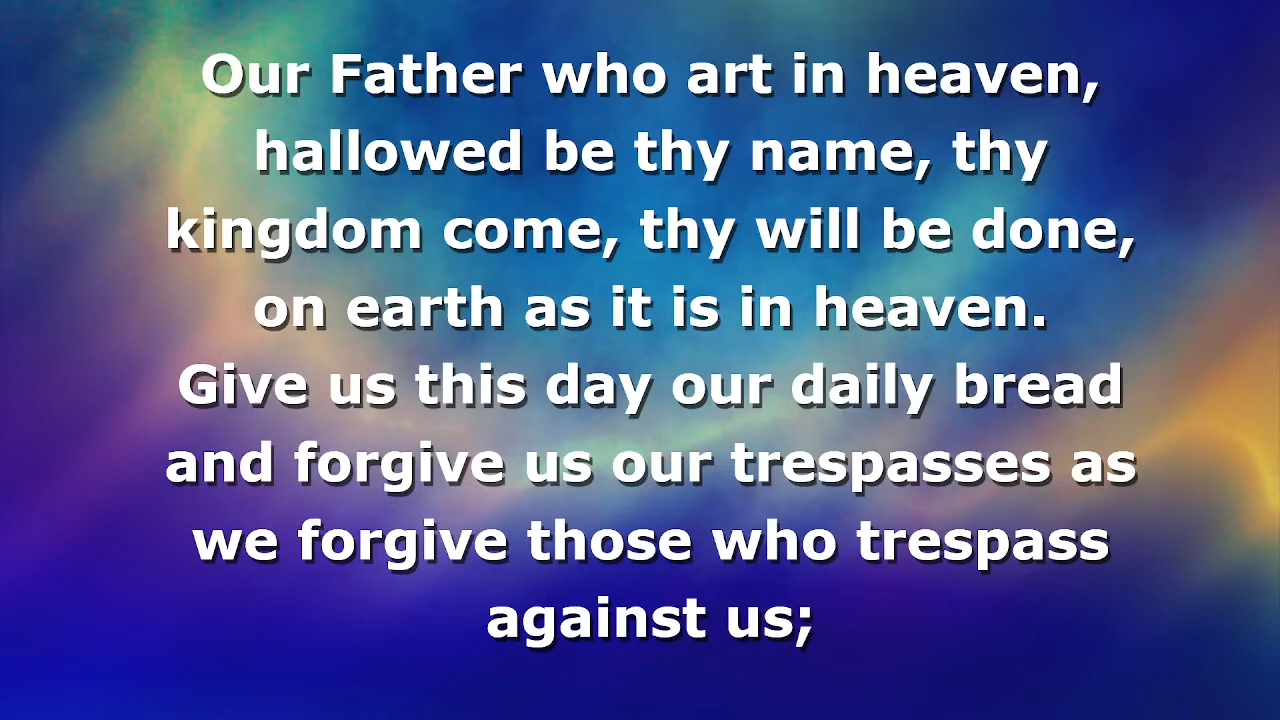 Our Father who art in heaven,
hallowed be thy name, thy
kingdom come, thy will be done,
on earth as it is in heaven.
Give us this day our daily bread
and forgive us our trespasses as
we forgive those who trespass
against us;